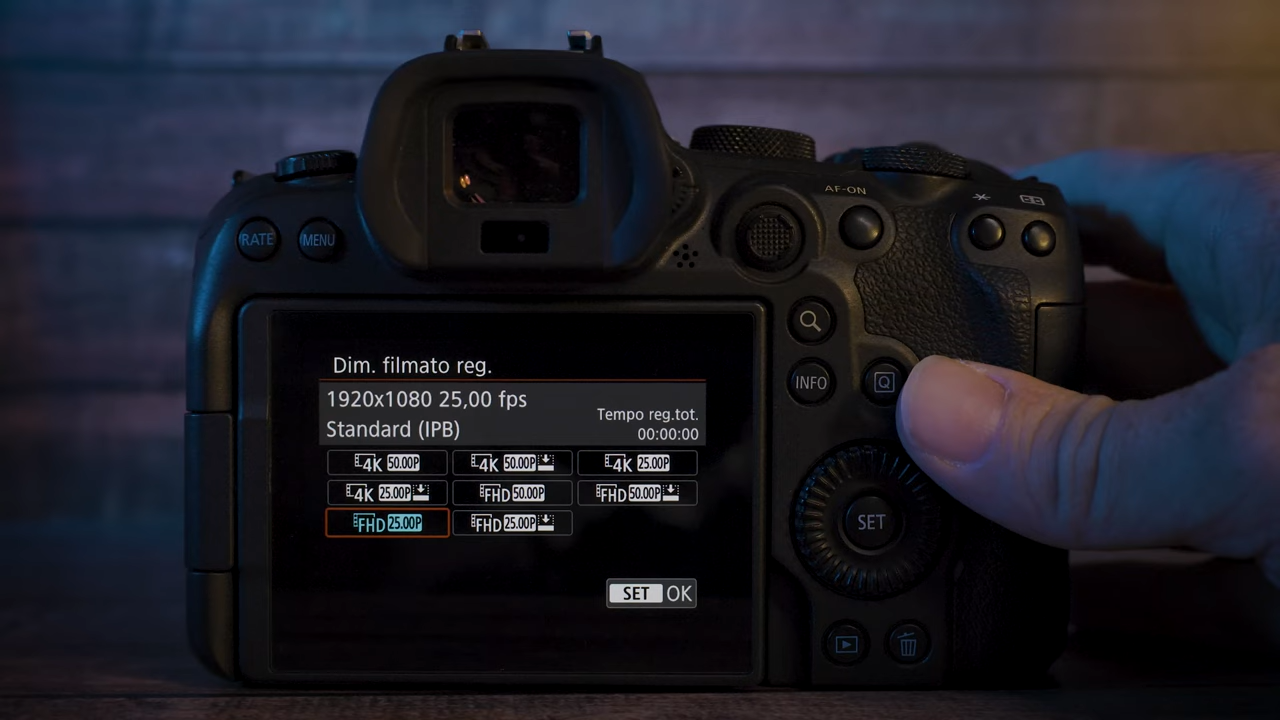 AF-ON
RATE MENU
INFO
Q
Dim. filmato reg.
1920x1080 25,00 fps
Standard (IPB)
Tempo reg.tot.
00:00:00
4K 50.00P 4K 50.00P 4K 25.00P
4K 25.00P FHD 50.00P FHD 50.00P
FHD 25.00P FHD 25.00P
SET
SET OK